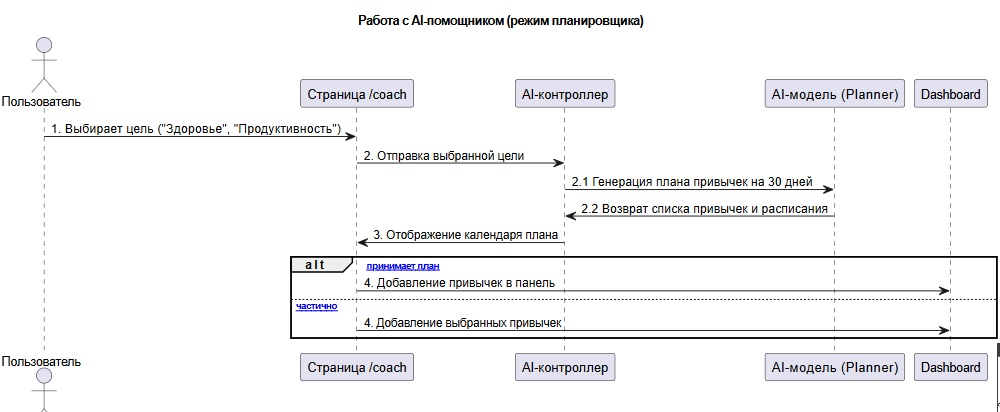 Работа с AI-помощником (режим планировщика)
Пользователь
Страница /coach
AI-контроллер
AI-модель (Planner)
Dashboard
1. Выбирает цель ("Здоровье", "Продуктивность")
2. Отправка выбранной цели
2.1 Генерация плана привычек на 30 дней
2.2 Возврат списка привычек и расписания
3. Отображение календаря плана
alt
принимает план
4. Добавление привычек в панель
частично
4. Добавление выбранных привычек
Пользователь
Страница /coach
AI-контроллер
AI-модель (Planner)
Dashboard